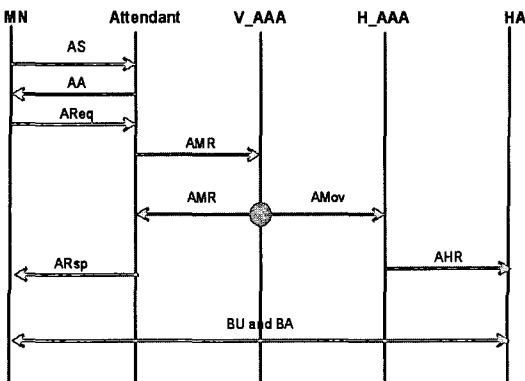 MN Attendant V_AAA H_AAA HA
AS
AA
AReq
AMR
AMR AMov
ARsp AHR
BU and BA